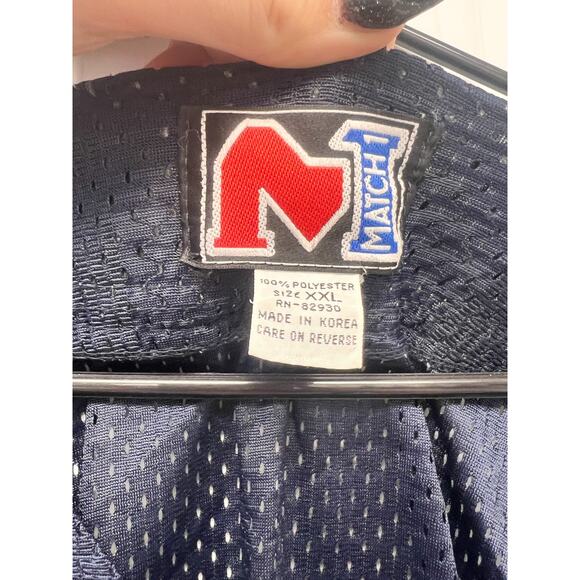 M
MATCH 1
100% POLYESTER
SIZE XXL
RN-82930
MADE IN KOREA
CARE ON REVERSE